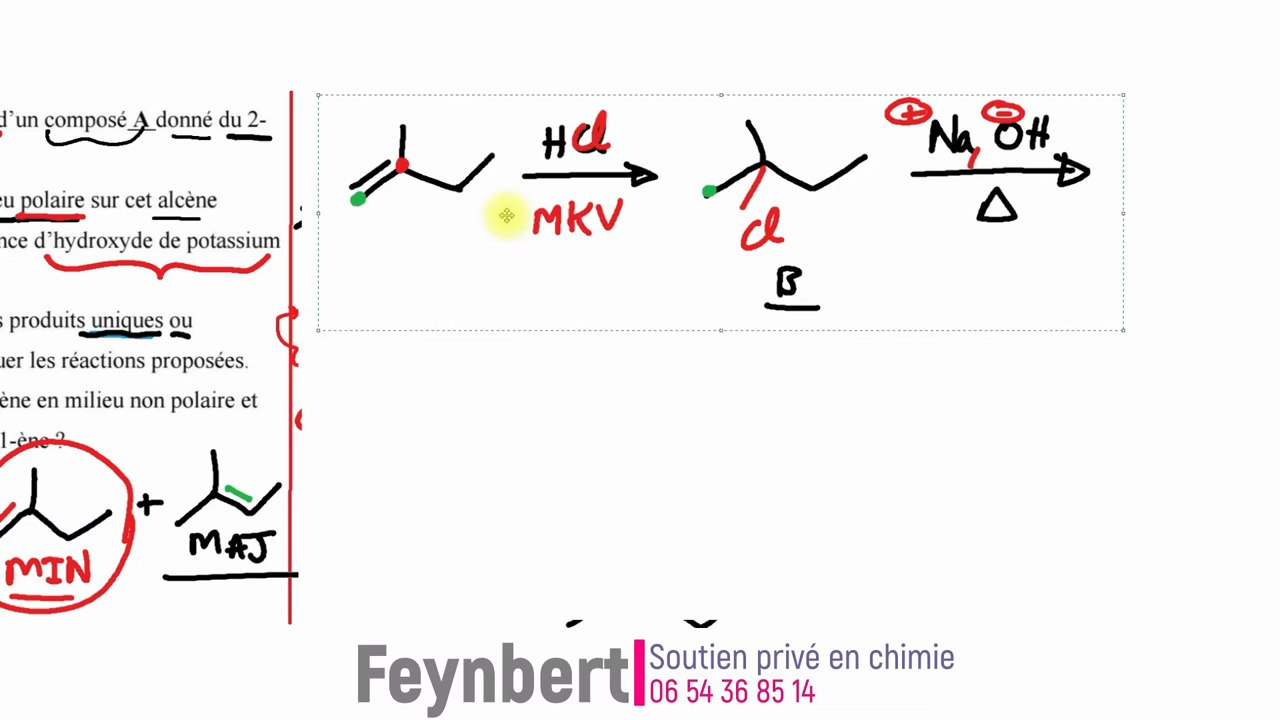 d'un composé A donné du 2-
eu polaire sur cet alcène
nce d'hydroxyde de potassium
s produits uniques ou
uer les réactions proposées.
ène en milieu non polaire et
1-ène ?
MIN
+
MAJ
HCl
MKV
Cl
B
+ -
Na, OH
Δ
Feynbert
Soutien privé en chimie
06 54 36 85 14